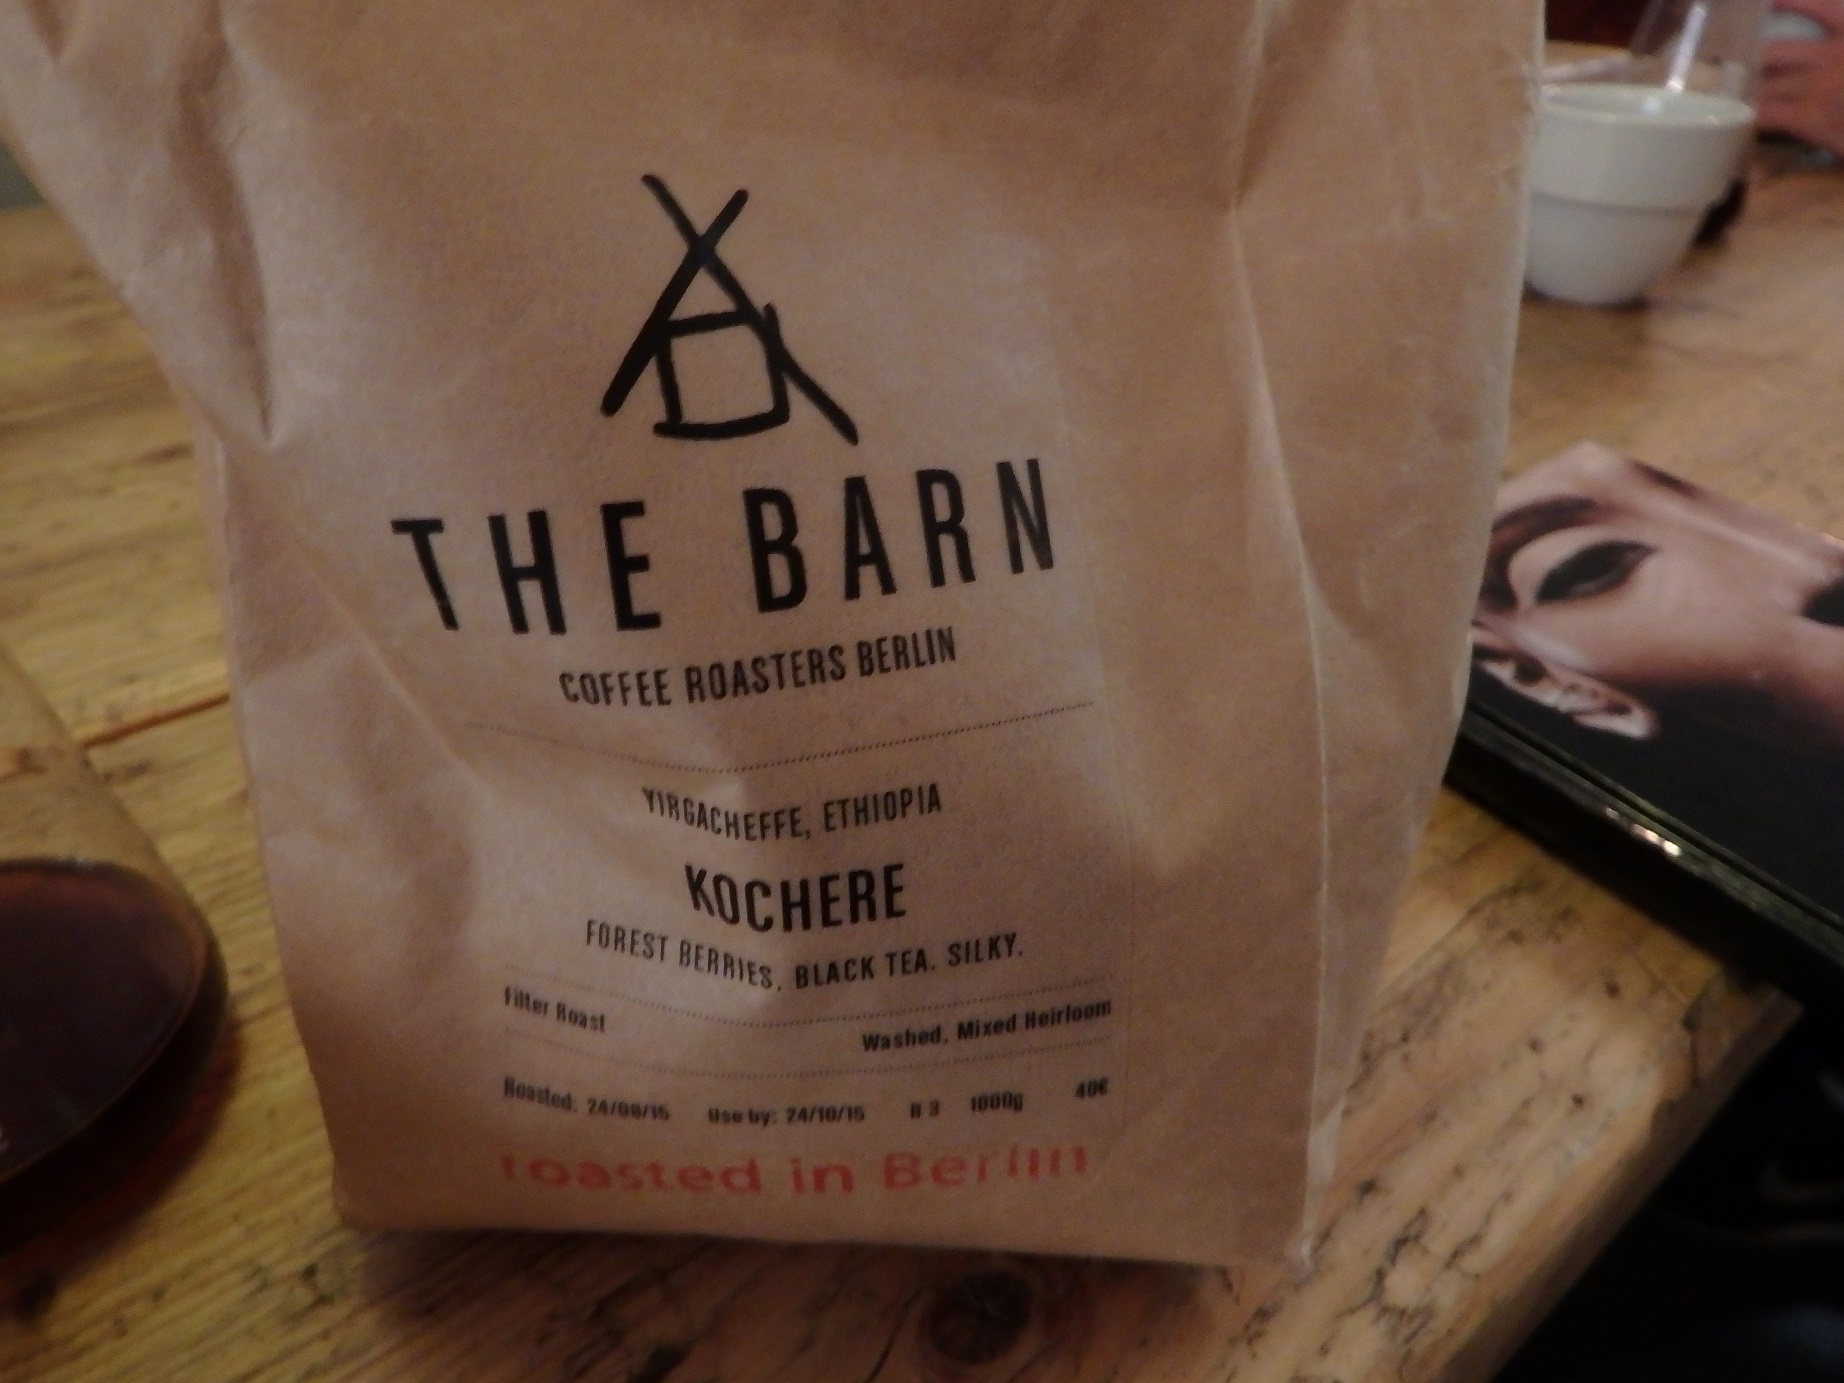 THE BARN
COFFEE ROASTERS BERLIN
YIRGACHEFFE, ETHIOPIA
KOCHERE
FOREST BERRIES, BLACK TEA. SILKY.
Filter Roast Washed, Mixed Heirloom
Roasted: 24/08/15 Use by: 24/10/15 B 3 1000g 40€
roasted in Berlin